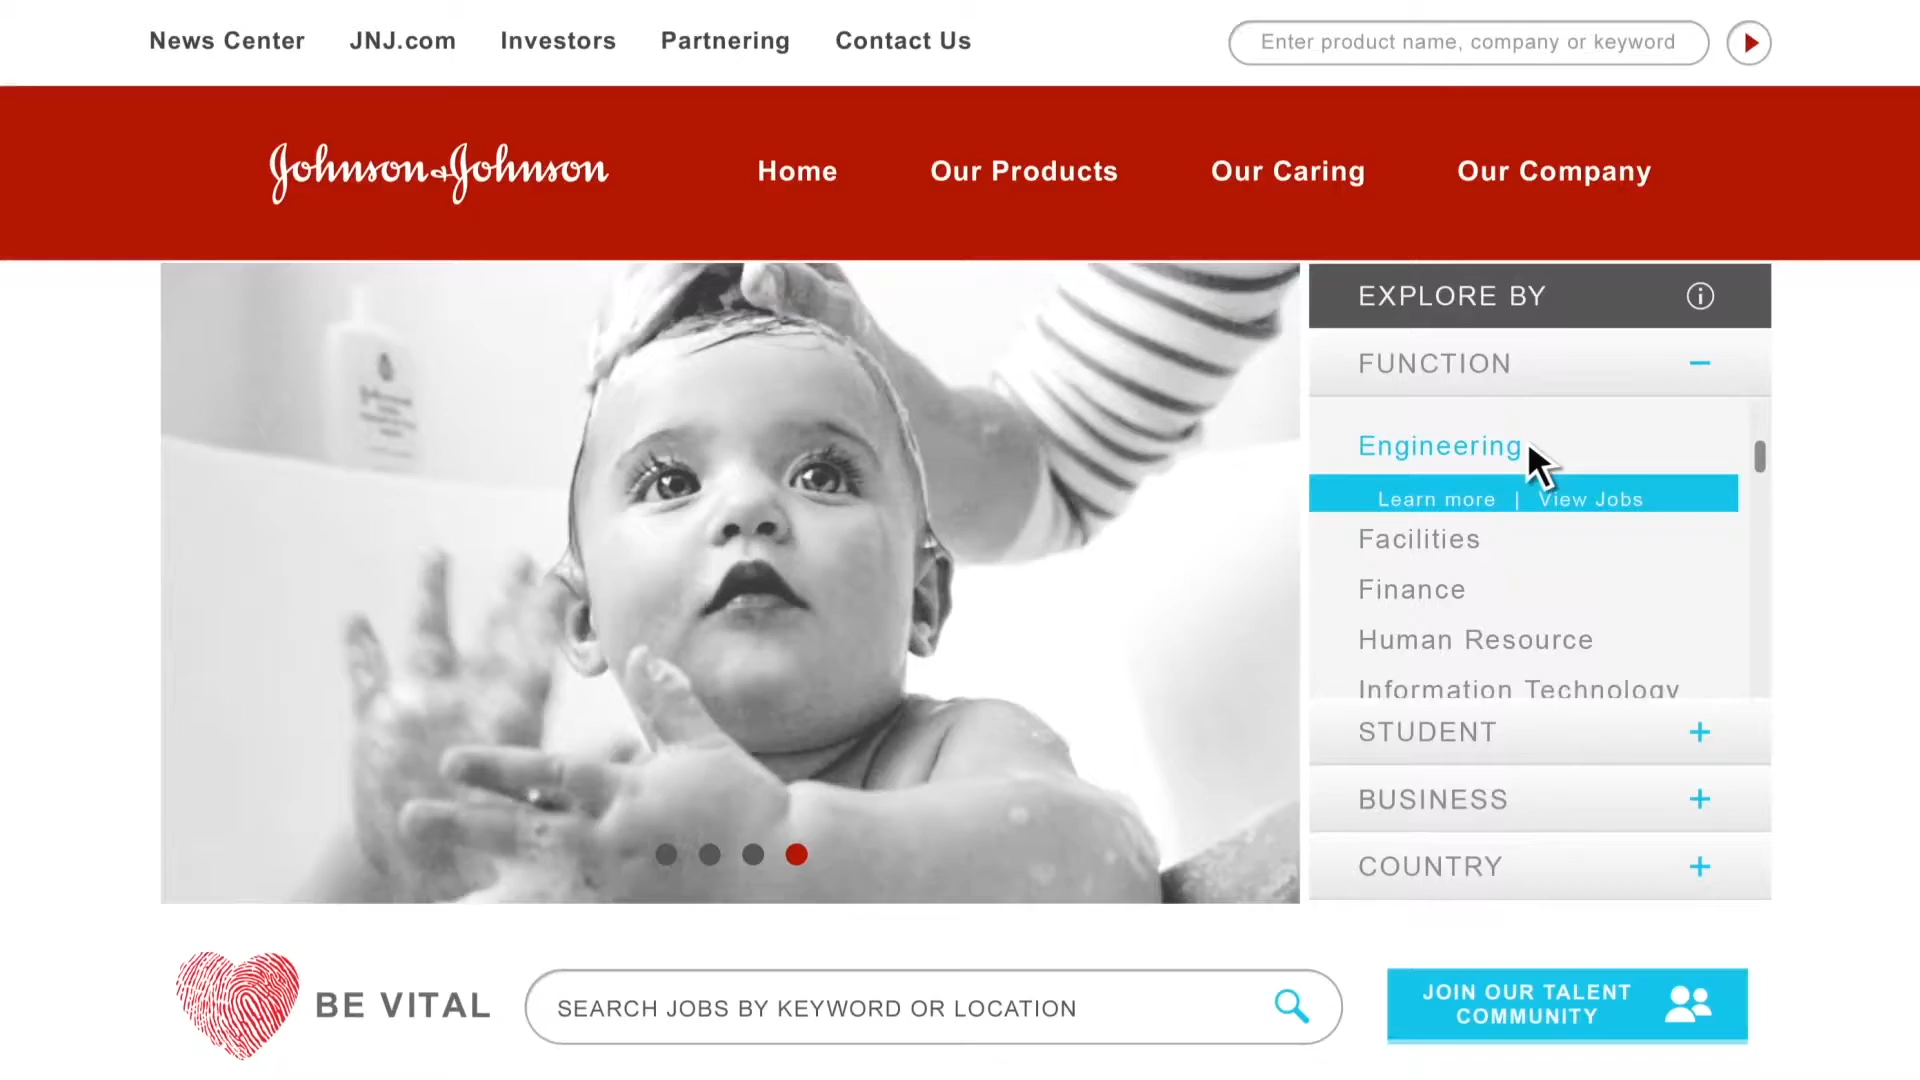 News Center JNJ.com Investors Partnering Contact Us
Enter product name, company or keyword
Johnson & Johnson Home Our Products Our Caring Our Company
EXPLORE BY
FUNCTION
Engineering
Learn more | View Jobs
Facilities
Finance
Human Resource
Information Technology
STUDENT
BUSINESS
COUNTRY
BE VITAL
SEARCH JOBS BY KEYWORD OR LOCATION
JOIN OUR TALENT
COMMUNITY